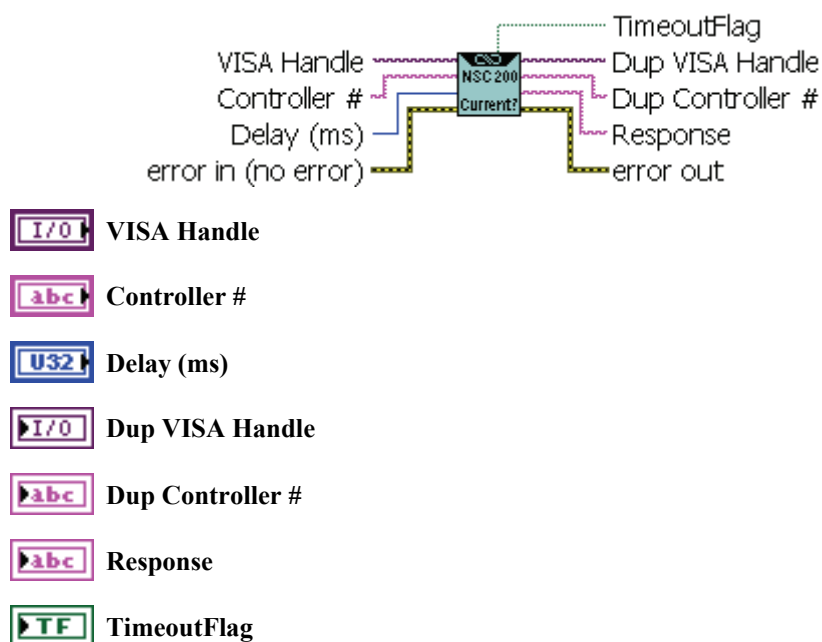 TimeoutFlag
VISA Handle
Dup VISA Handle
NSC200
Controller #
Dup Controller #
Current?
Delay (ms)
Response
error in (no error)
error out
I/O VISA Handle
abc Controller #
U32 Delay (ms)
I/O Dup VISA Handle
abc Dup Controller #
abc Response
TF TimeoutFlag